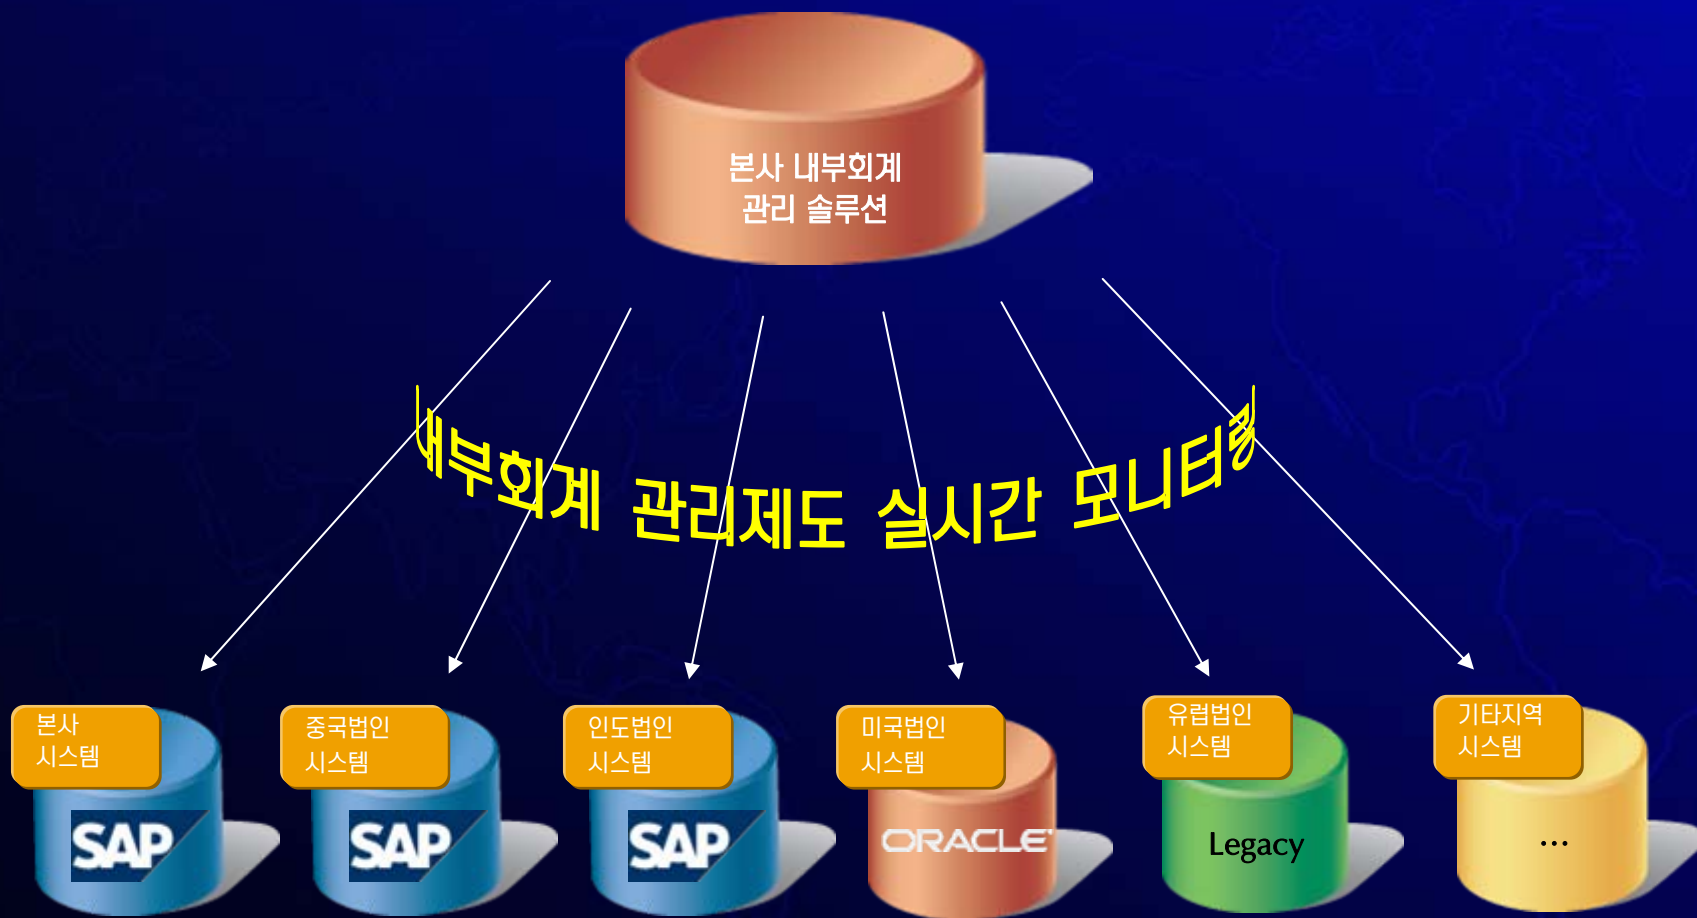 본사 내부회계
관리 솔루션
내부회계 관리제도 실시간 모니터링
본사
시스템
중국법인
시스템
인도법인
시스템
미국법인
시스템
유럽법인
시스템
기타지역
시스템
SAP
SAP
SAP
ORACLE
Legacy
...